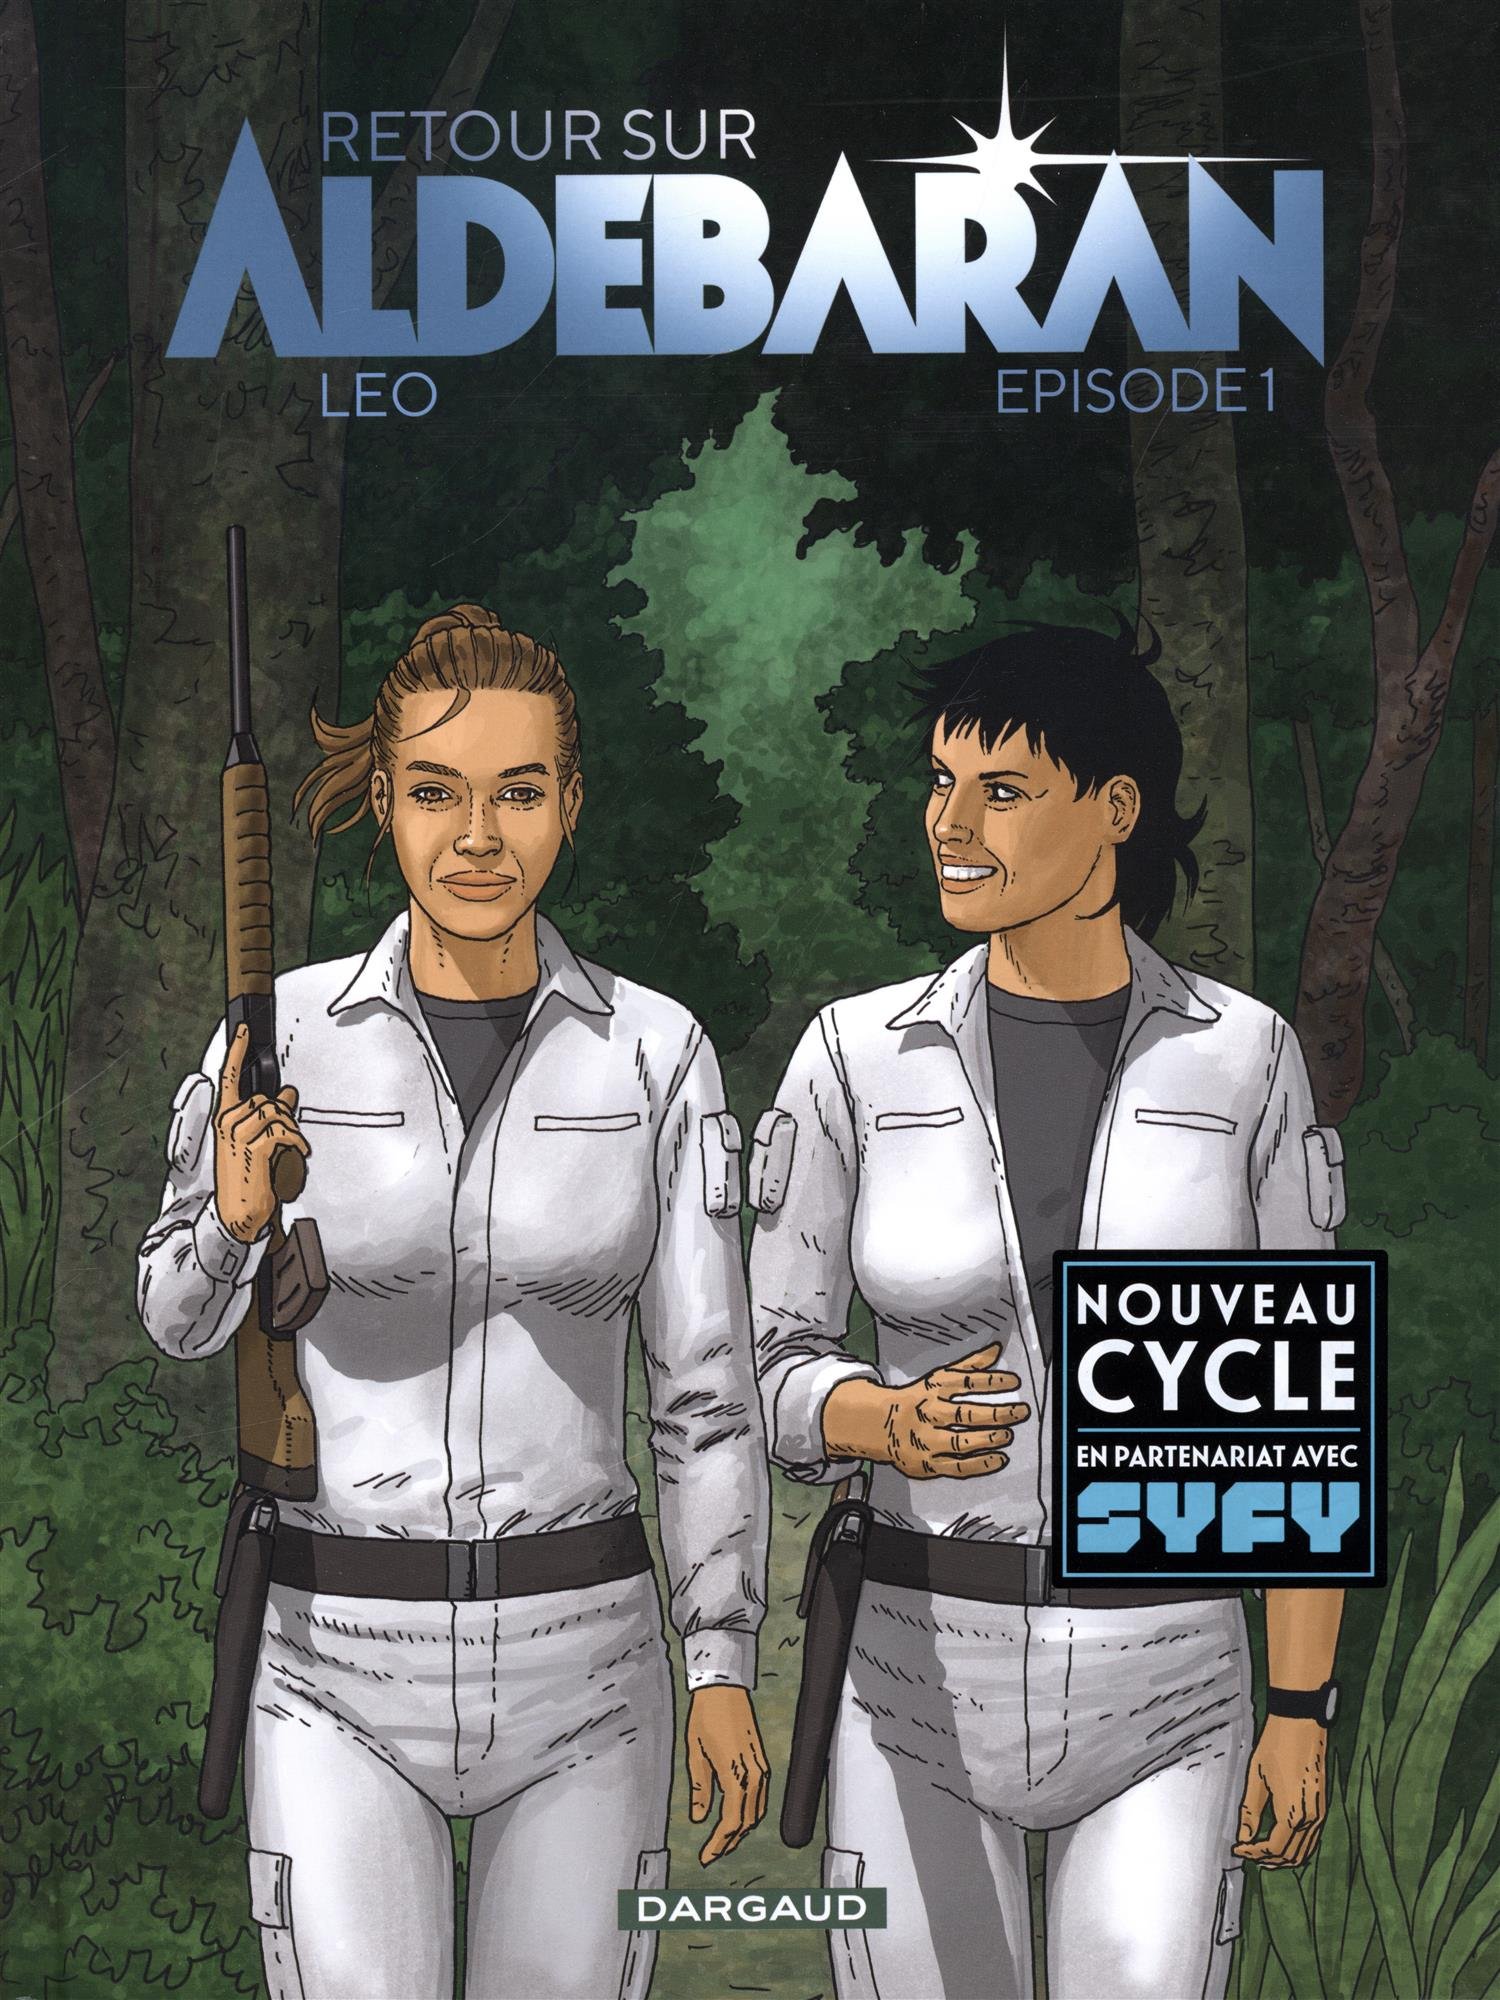 RETOUR SUR
ALDEBARAN
LEO
EPISODE 1
NOUVEAU
CYCLE
EN PARTENARIAT AVEC
SYFY
DARGAUD